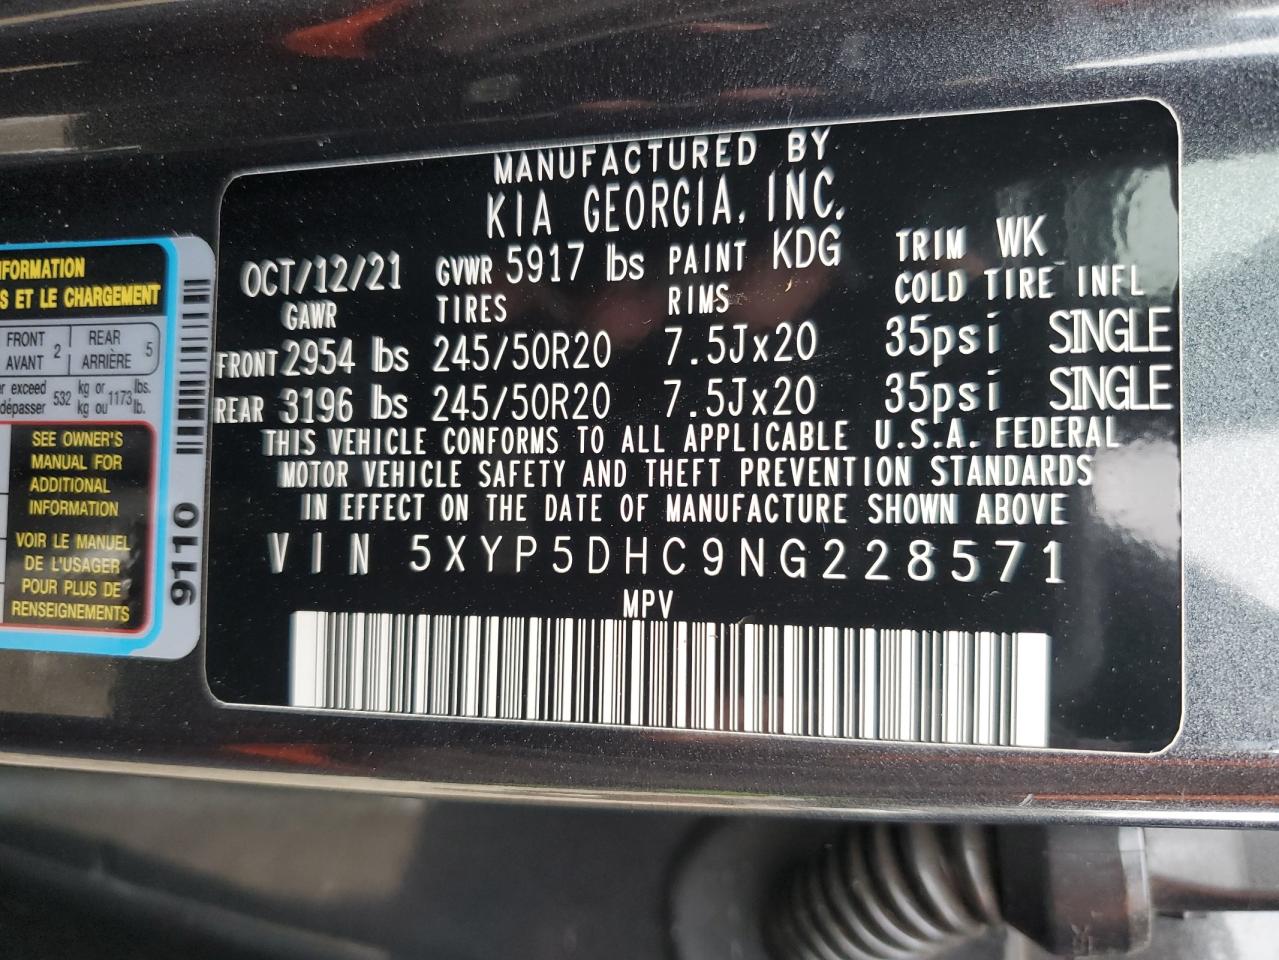 MANUFACTURED BY
KIA GEORGIA, INC.
OCT/12/21 GVWR 5917 lbs PAINT KDG TRIM WK
GAWR TIRES RIMS COLD TIRE INFL
FRONT 2954 lbs 245/50R20 7.5Jx20 35psi SINGLE
REAR 3196 lbs 245/50R20 7.5Jx20 35psi SINGLE
THIS VEHICLE CONFORMS TO ALL APPLICABLE U.S.A. FEDERAL
MOTOR VEHICLE SAFETY AND THEFT PREVENTION STANDARDS
IN EFFECT ON THE DATE OF MANUFACTURE SHOWN ABOVE
VIN 5XYP5DHC9NG228571
MPV
ET LE CHARGEMENT
FRONT 2 REAR 5
AVANT ARRIÈRE
exceed 532 kg or 1173 lbs.
dépasser kg ou lb.
SEE OWNER'S
MANUAL FOR
ADDITIONAL
INFORMATION
VOIR LE MANUEL
DE L'USAGER
POUR PLUS DE
RENSEIGNEMENTS
9110